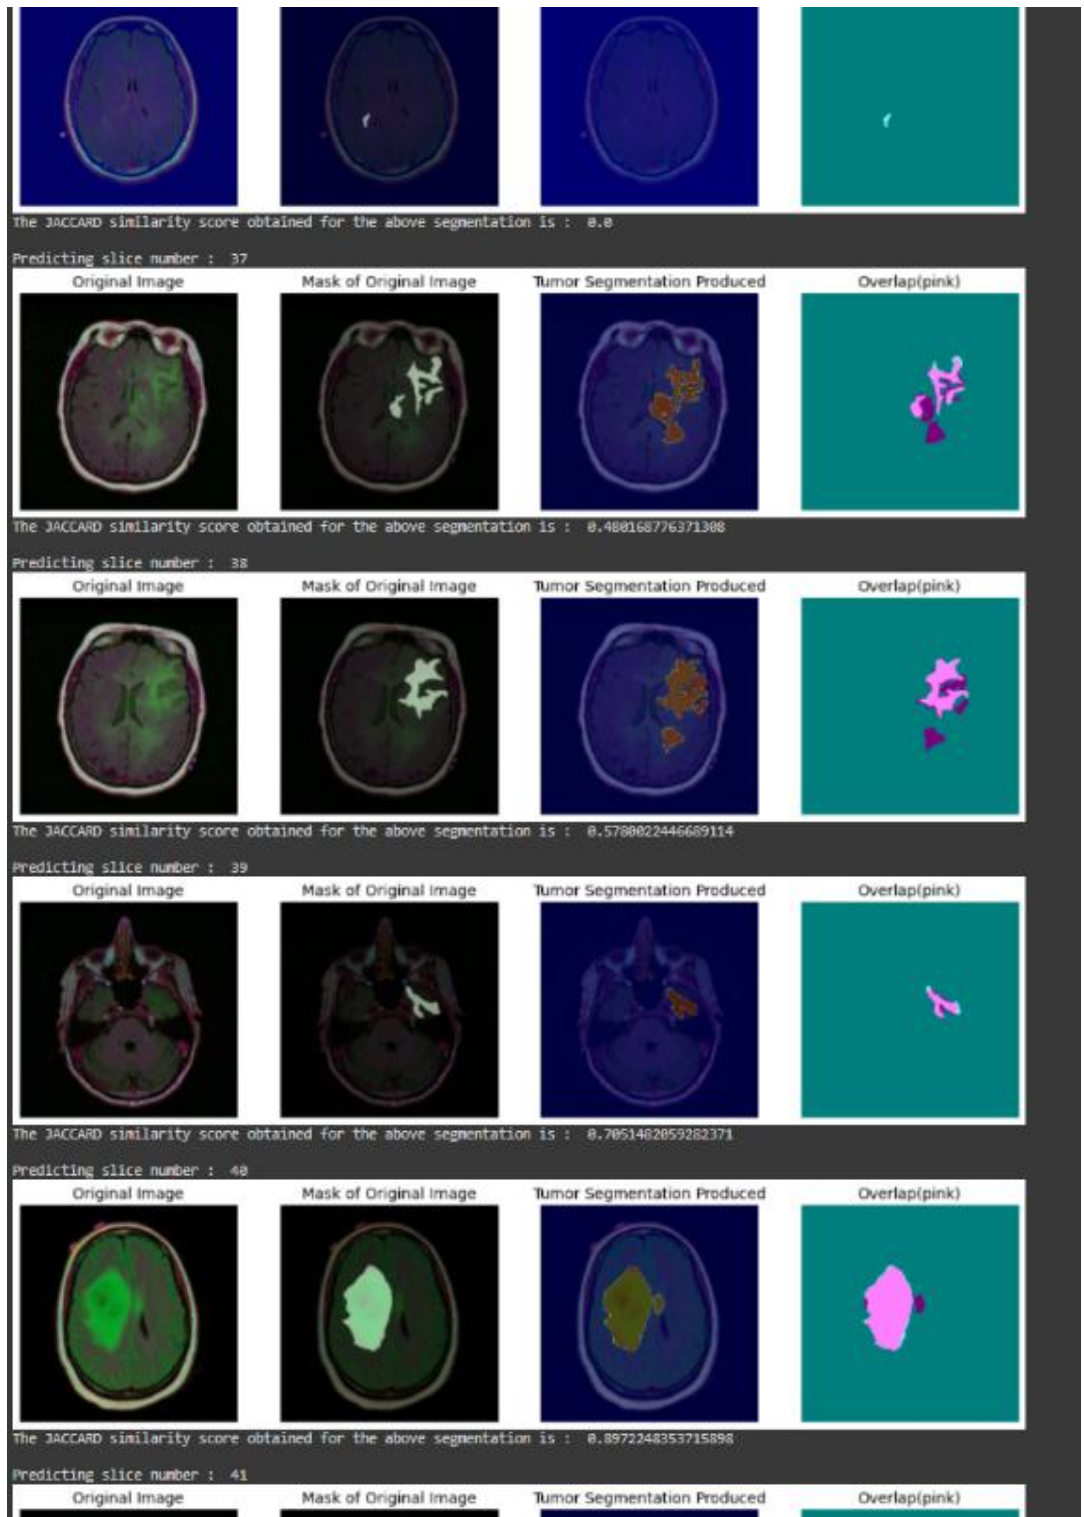 The JACCARD similarity score obtained for the above segmentation is : 0.0
Predicting slice number : 37
Original Image Mask of Original Image Tumor Segmentation Produced Overlap(pink)
The JACCARD similarity score obtained for the above segmentation is : 0.480168776371308
Predicting slice number : 38
Original Image Mask of Original Image Tumor Segmentation Produced Overlap(pink)
The JACCARD similarity score obtained for the above segmentation is : 0.5780022446689114
Predicting slice number : 39
Original Image Mask of Original Image Tumor Segmentation Produced Overlap(pink)
The JACCARD similarity score obtained for the above segmentation is : 0.7051482059282371
Predicting slice number : 40
Original Image Mask of Original Image Tumor Segmentation Produced Overlap(pink)
The JACCARD similarity score obtained for the above segmentation is : 0.8972248353715898
Predicting slice number : 41
Original Image Mask of Original Image Tumor Segmentation Produced Overlap(pink)